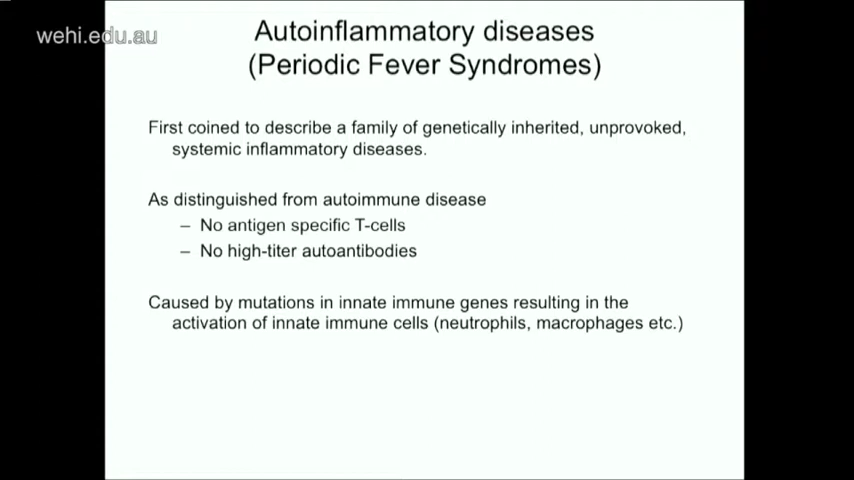 wehi.edu.au
Autoinflammatory diseases
(Periodic Fever Syndromes)
First coined to describe a family of genetically inherited, unprovoked,
systemic inflammatory diseases.
As distinguished from autoimmune disease
– No antigen specific T-cells
– No high-titer autoantibodies
Caused by mutations in innate immune genes resulting in the
activation of innate immune cells (neutrophils, macrophages etc.)